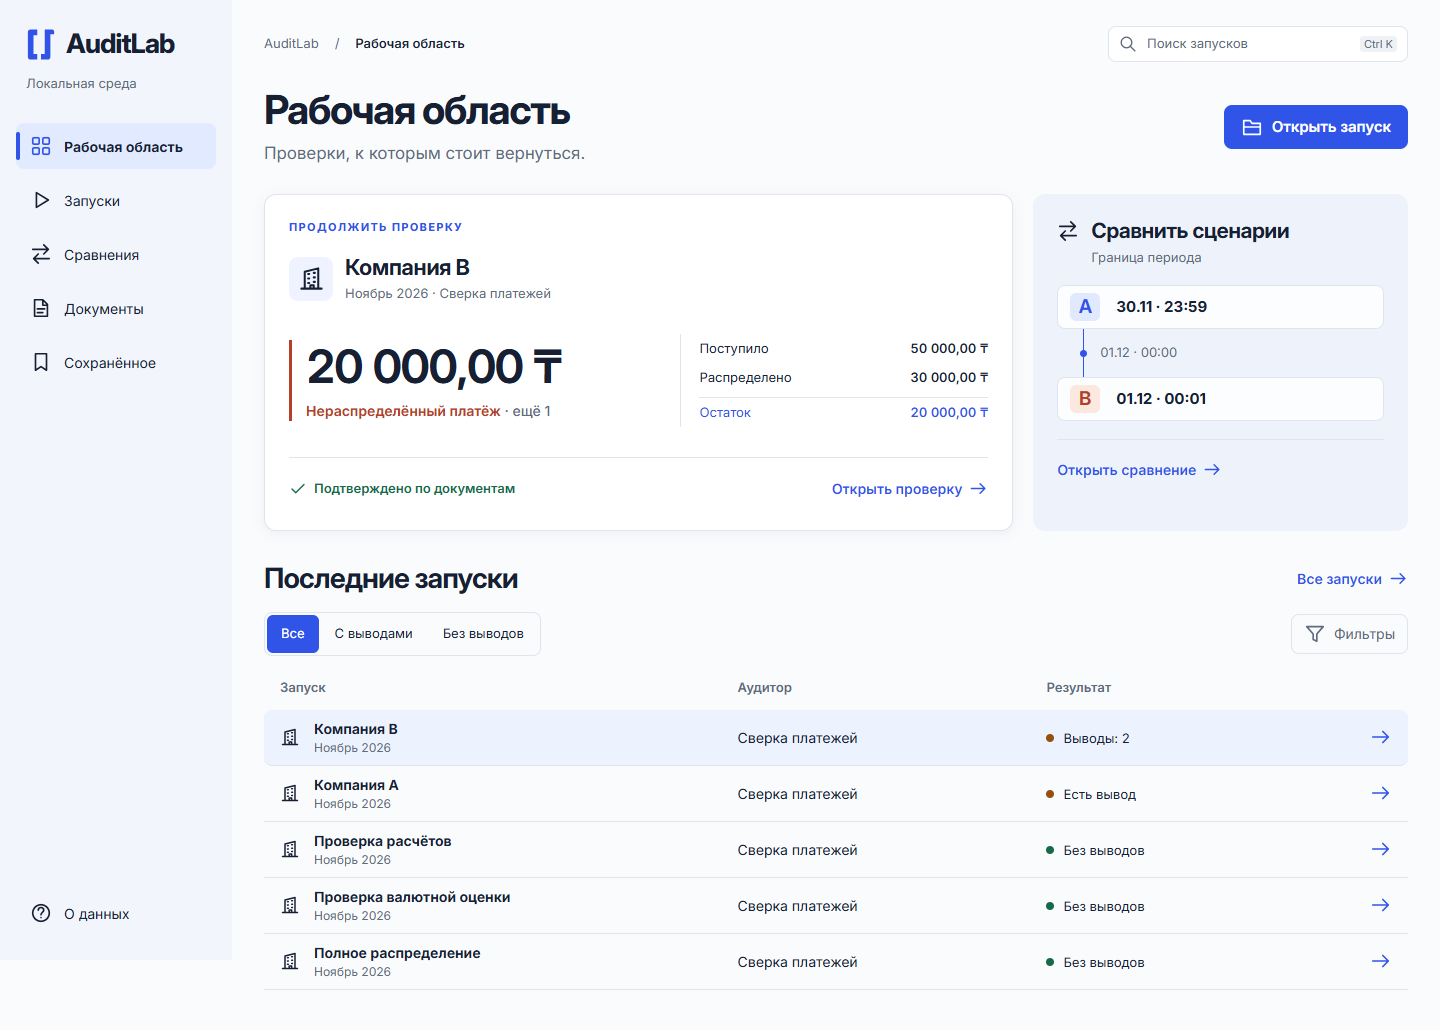 AuditLab
Локальная среда
Рабочая область
Запуски
Сравнения
Документы
Сохранённое
О данных
AuditLab / Рабочая область
Поиск запусков Ctrl K
Рабочая область
Проверки, к которым стоит вернуться.
Открыть запуск
ПРОДОЛЖИТЬ ПРОВЕРКУ
Компания B
Ноябрь 2026 · Сверка платежей
20 000,00 ₸
Нераспределённый платёж · ещё 1
Поступило 50 000,00 ₸
Распределено 30 000,00 ₸
Остаток 20 000,00 ₸
Подтверждено по документам
Открыть проверку →
Сравнить сценарии
Граница периода
A 30.11 · 23:59
01.12 · 00:00
B 01.12 · 00:01
Открыть сравнение →
Последние запуски
Все запуски →
Все С выводами Без выводов
Фильтры
Запуск Аудитор Результат
Компания B
Ноябрь 2026
Сверка платежей
Выводы: 2
Компания A
Ноябрь 2026
Сверка платежей
Есть вывод
Проверка расчётов
Ноябрь 2026
Сверка платежей
Без выводов
Проверка валютной оценки
Ноябрь 2026
Сверка платежей
Без выводов
Полное распределение
Ноябрь 2026
Сверка платежей
Без выводов